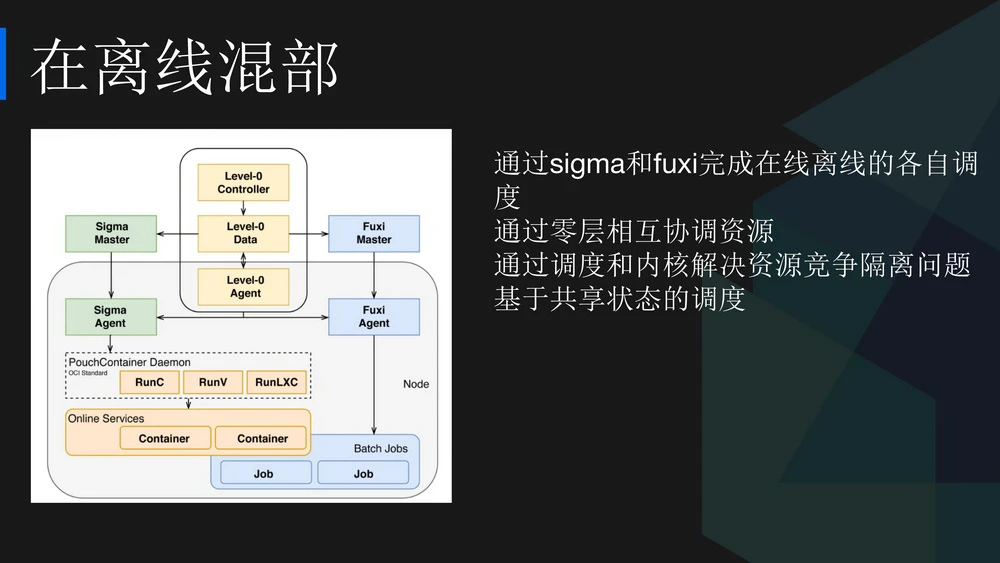 在离线混部
Level-0
Controller
Sigma
Master
Level-0
Data
Fuxi
Master
Level-0
Agent
Sigma
Agent
Fuxi
Agent
PouchContainer Daemon
OCI Standard
RunC
RunV
RunLXC
Node
Online Services
Container
Container
Batch Jobs
Job
Job
通过sigma和fuxi完成在线离线的各自调
度
通过零层相互协调资源
通过调度和内核解决资源竞争隔离问题
基于共享状态的调度